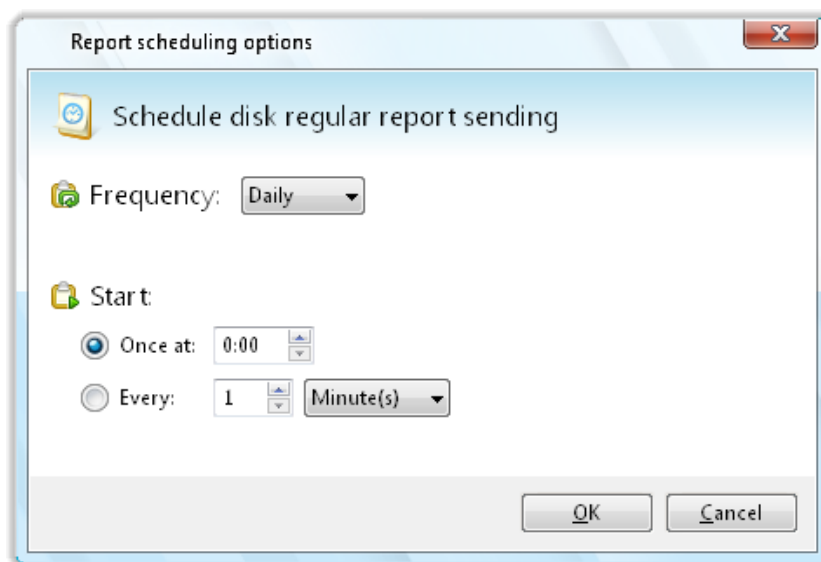 Report scheduling options
Schedule disk regular report sending
Frequency: Daily
Start:
Once at: 0:00
Every: 1 Minute(s)
OK Cancel